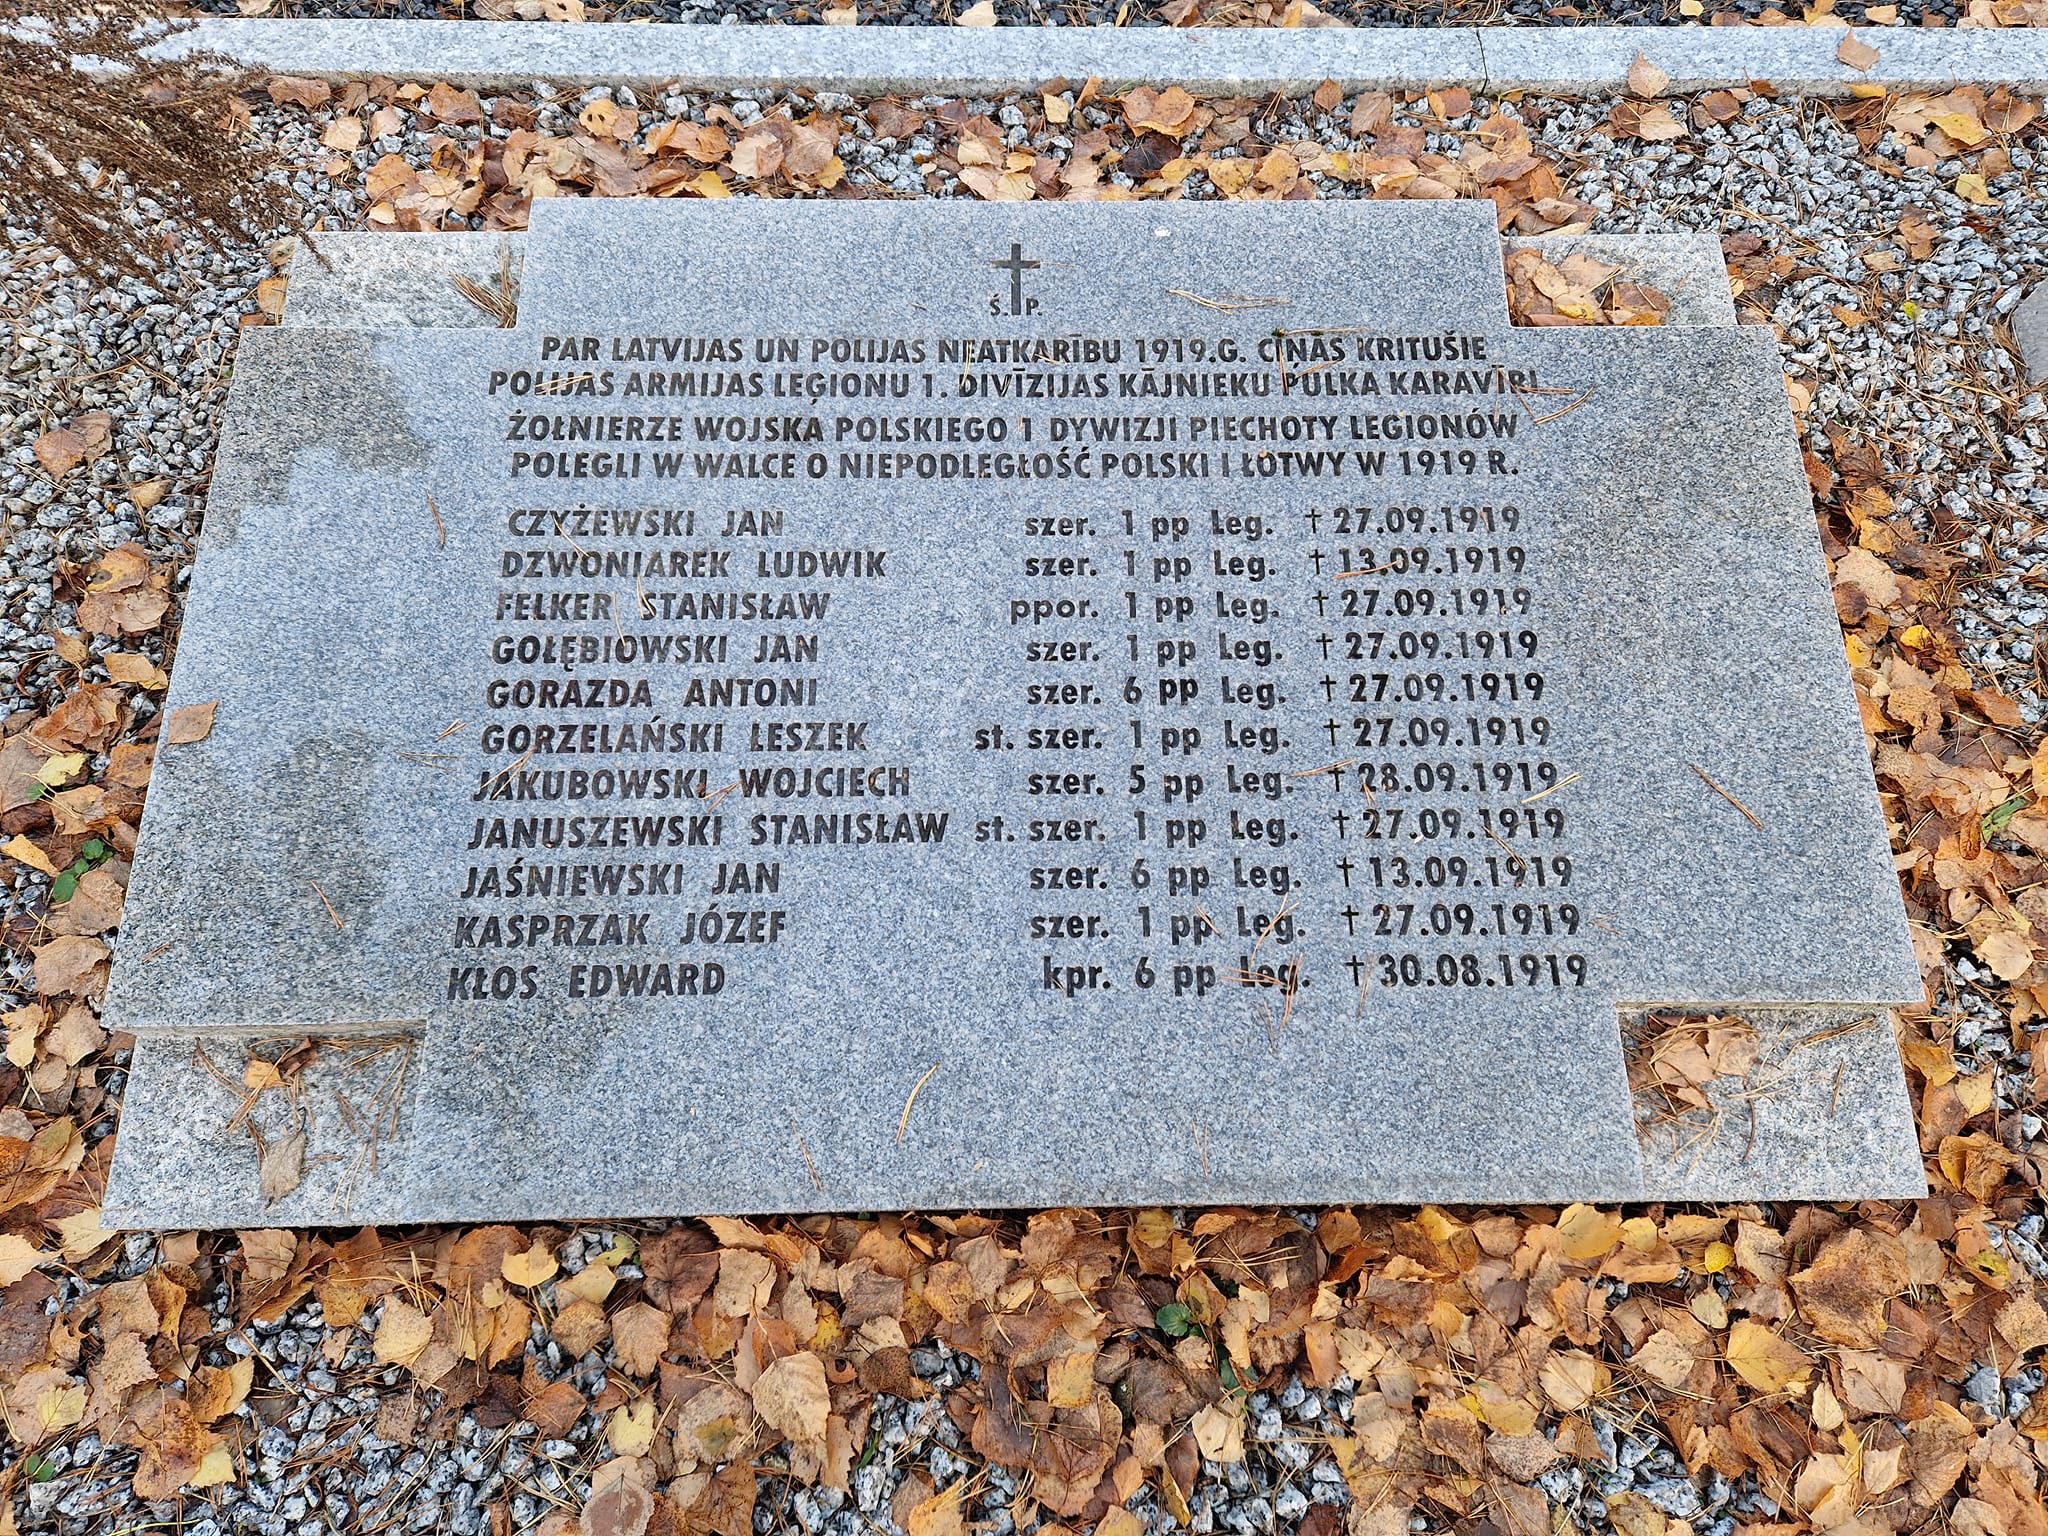 Ś. P.
PAR LATVIJAS UN POLIJAS NEATKARĪBU 1919.G. CĪŅĀS KRITUŠIE
POLIJAS ARMIJAS LEĢIONU 1. DIVĪZIJAS KĀJNIEKU PULKA KARAVĪRI
ŻOŁNIERZE WOJSKA POLSKIEGO 1 DYWIZJI PIECHOTY LEGIONÓW
POLEGLI W WALCE O NIEPODLEGŁOŚĆ POLSKI I ŁOTWY W 1919 R.
CZYŻEWSKI JAN szer. 1 pp Leg. †27.09.1919
DZWONIAREK LUDWIK szer. 1 pp Leg. †13.09.1919
FELKER STANISŁAW ppor. 1 pp Leg. †27.09.1919
GOŁĘBIOWSKI JAN szer. 1 pp Leg. †27.09.1919
GORAZDA ANTONI szer. 6 pp Leg. †27.09.1919
GORZELAŃSKI LESZEK st. szer. 1 pp Leg. †27.09.1919
JAKUBOWSKI WOJCIECH szer. 5 pp Leg. †28.09.1919
JANUSZEWSKI STANISŁAW st. szer. 1 pp Leg. †27.09.1919
JAŚNIEWSKI JAN szer. 6 pp Leg. †13.09.1919
KASPRZAK JÓZEF szer. 1 pp Leg. †27.09.1919
KŁOS EDWARD kpr. 6 pp Leg. †30.08.1919